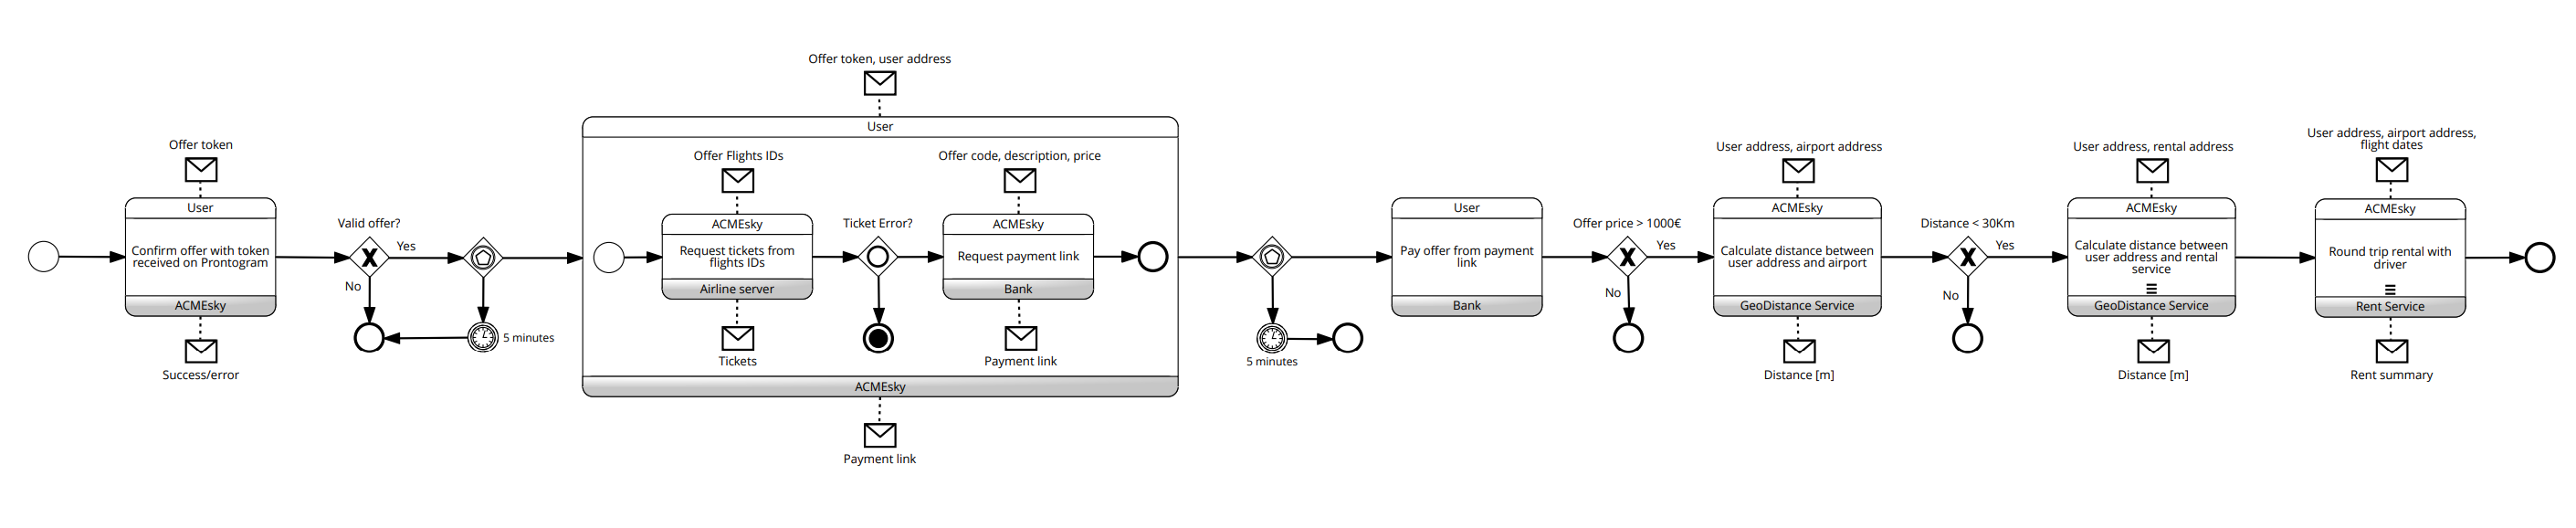 Offer token
User
Confirm offer with token
received on Prontogram
ACMEsky
Success/error
Valid offer?
Yes
No
5 minutes
Offer token, user address
User
Offer Flights IDs
ACMEsky
Request tickets from
flights IDs
Airline server
Tickets
Ticket Error?
Offer code, description, price
ACMEsky
Request payment link
Bank
Payment link
ACMEsky
Payment link
5 minutes
User
Pay offer from payment
link
Bank
Offer price > 1000€
Yes
No
User address, airport address
ACMEsky
Calculate distance between
user address and airport
GeoDistance Service
Distance [m]
Distance < 30Km
Yes
No
User address, rental address
ACMEsky
Calculate distance between
user address and rental
service
GeoDistance Service
Distance [m]
User address, airport address,
flight dates
ACMEsky
Round trip rental with
driver
Rent Service
Rent summary